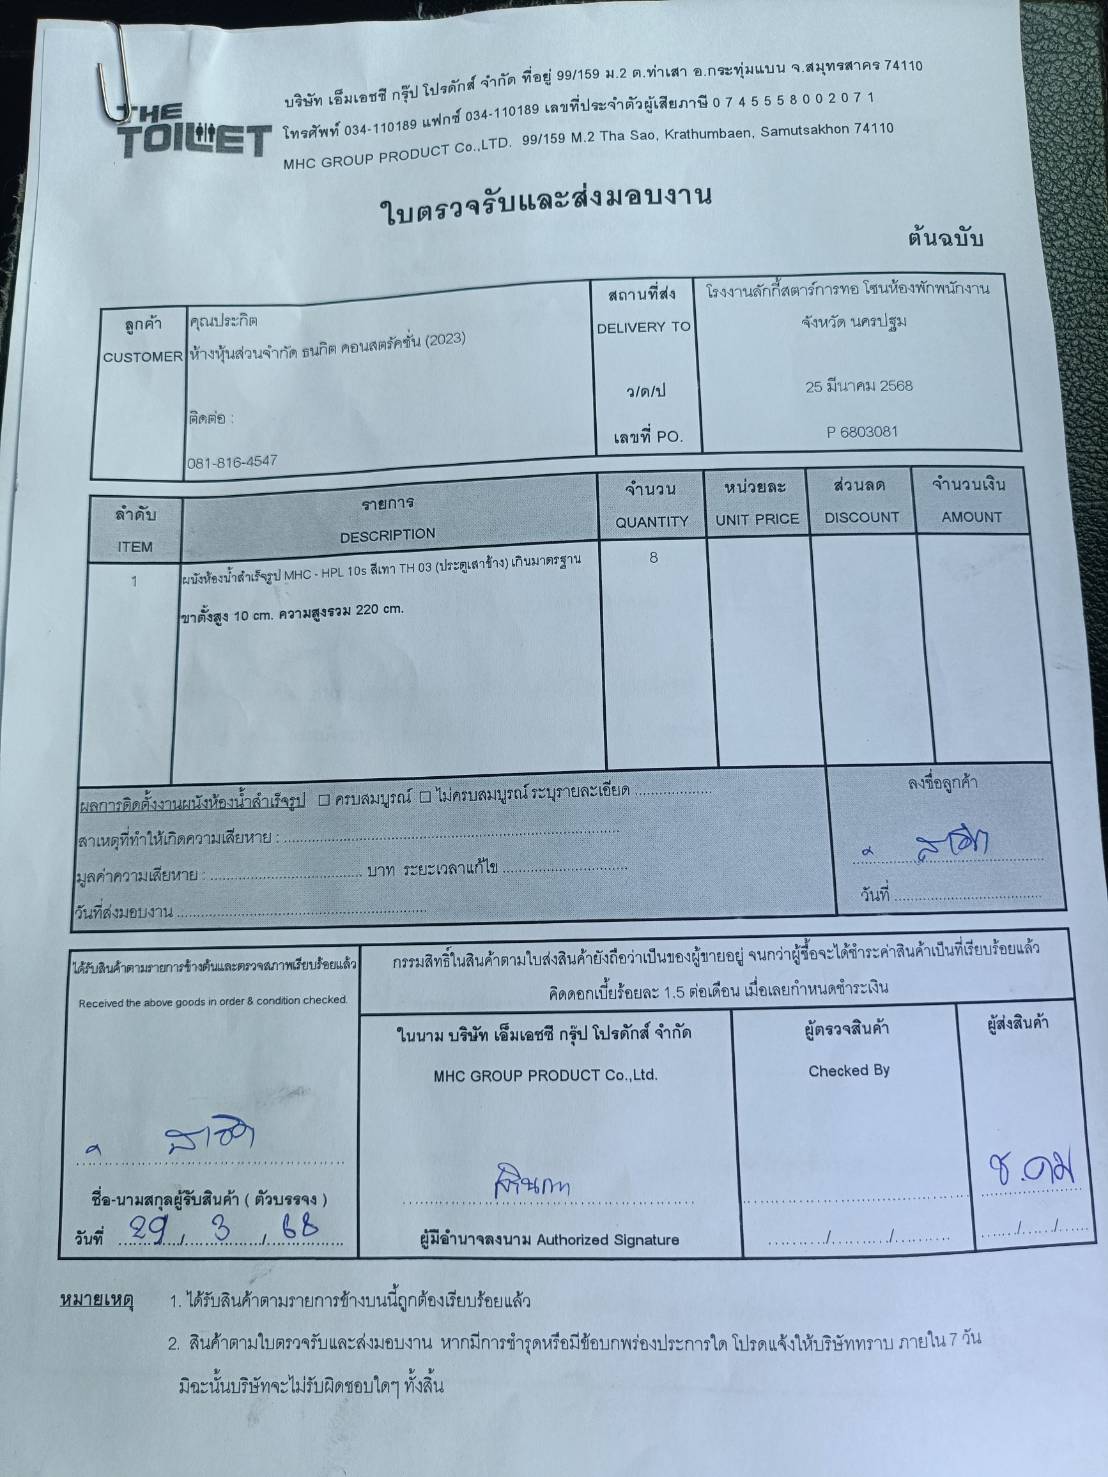 THE TOILET
บริษัท เอ็มเอชซี กรุ๊ป โปรดักส์ จำกัด ที่อยู่ 99/159 ม.2 ต.ท่าเสา อ.กระทุ่มแบน จ.สมุทรสาคร 74110
โทรศัพท์ 034-110189 แฟกซ์ 034-110189 เลขที่ประจำตัวผู้เสียภาษี 0 7 4 5 5 5 8 0 0 2 0 7 1
MHC GROUP PRODUCT Co.,LTD. 99/159 M.2 Tha Sao, Krathumbaen, Samutsakhon 74110
ใบตรวจรับและส่งมอบงาน
ต้นฉบับ
ลูกค้า
CUSTOMER
คุณประกิต
ห้างหุ้นส่วนจำกัด ธนกิต คอนสตรัคชั่น (2023)
ติดต่อ :
081-816-4547
สถานที่ส่ง
DELIVERY TO
โรงงานลักกี้สตาร์การทอ โซนห้องพักพนักงาน
จังหวัด นครปฐม
ว/ด/ป
25 มีนาคม 2568
เลขที่ PO.
P 6803081
ลำดับ
ITEM
รายการ
DESCRIPTION
จำนวน
QUANTITY
หน่วยละ
UNIT PRICE
ส่วนลด
DISCOUNT
จำนวนเงิน
AMOUNT
1 ผนังห้องน้ำสำเร็จรูป MHC - HPL 10s สีเทา TH 03 (ประตูเสาข้าง) เกินมาตรฐาน 8
ขาตั้งสูง 10 cm. ความสูงรวม 220 cm.
ผลการติดตั้งงานผนังห้องน้ำสำเร็จรูป ☐ ครบสมบูรณ์ ☐ ไม่ครบสมบูรณ์ ระบุรายละเอียด ...................
สาเหตุที่ทำให้เกิดความเสียหาย : ....................
มูลค่าความเสียหาย : .................... บาท ระยะเวลาแก้ไข ....................
วันที่ส่งมอบงาน ....................
ลงชื่อลูกค้า
วันที่ ....................
ได้รับสินค้าตามรายการข้างต้นและตรวจสภาพเรียบร้อยแล้ว
Received the above goods in order & condition checked.
ชื่อ-นามสกุลผู้รับสินค้า ( ตัวบรรจง )
วันที่ 29 / 3 / 68
กรรมสิทธิ์ในสินค้าตามใบส่งสินค้ายังถือว่าเป็นของผู้ขายอยู่ จนกว่าผู้ซื้อจะได้ชำระค่าสินค้าเป็นที่เรียบร้อยแล้ว
คิดดอกเบี้ยร้อยละ 1.5 ต่อเดือน เมื่อเลยกำหนดชำระเงิน
ในนาม บริษัท เอ็มเอชซี กรุ๊ป โปรดักส์ จำกัด
MHC GROUP PRODUCT Co.,Ltd.
ผู้มีอำนาจลงนาม Authorized Signature
ผู้ตรวจสินค้า
Checked By
........../........../..........
ผู้ส่งสินค้า
ช.คม
....../....../......
หมายเหตุ 1. ได้รับสินค้าตามรายการข้างบนนี้ถูกต้องเรียบร้อยแล้ว
2. สินค้าตามใบตรวจรับและส่งมอบงาน หากมีการชำรุดหรือมีข้อบกพร่องประการใด โปรดแจ้งให้บริษัททราบ ภายใน 7 วัน
มิฉะนั้นบริษัทจะไม่รับผิดชอบใดๆ ทั้งสิ้น